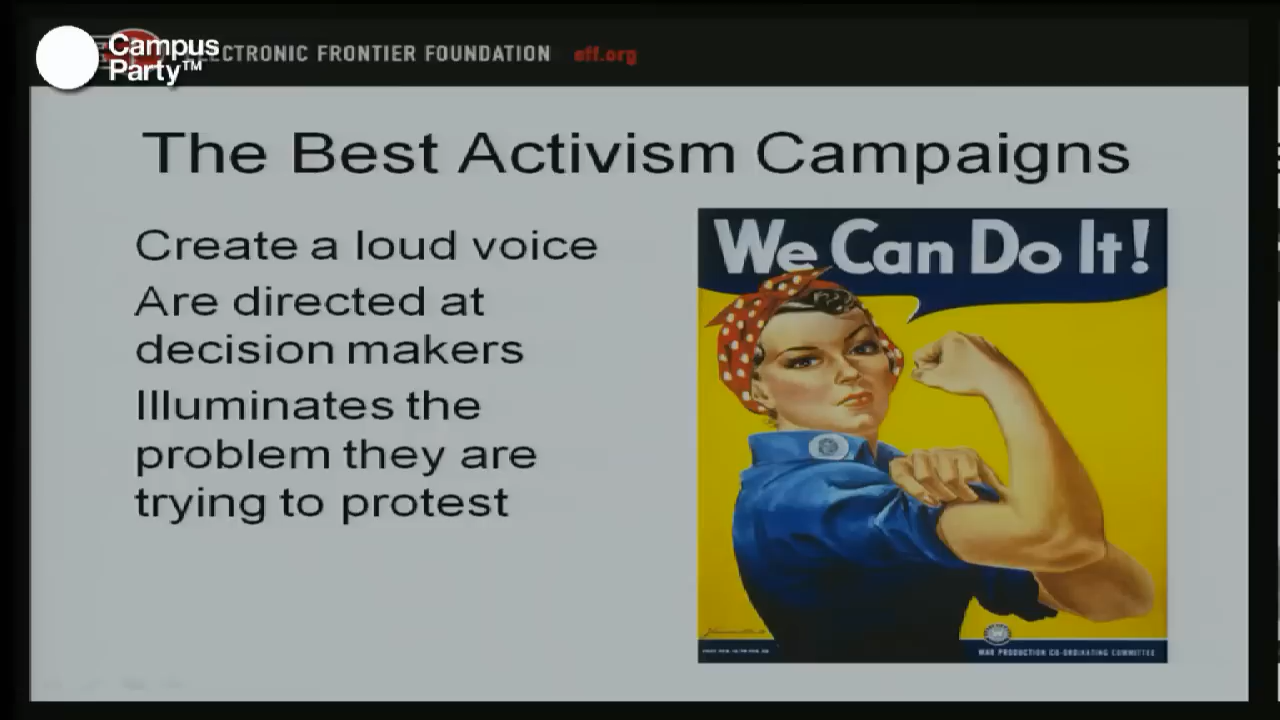 Campus
Party™
ELECTRONIC FRONTIER FOUNDATION eff.org
The Best Activism Campaigns
Create a loud voice
Are directed at
decision makers
Illuminates the
problem they are
trying to protest
We Can Do It!
WAR PRODUCTION CO-ORDINATING COMMITTEE